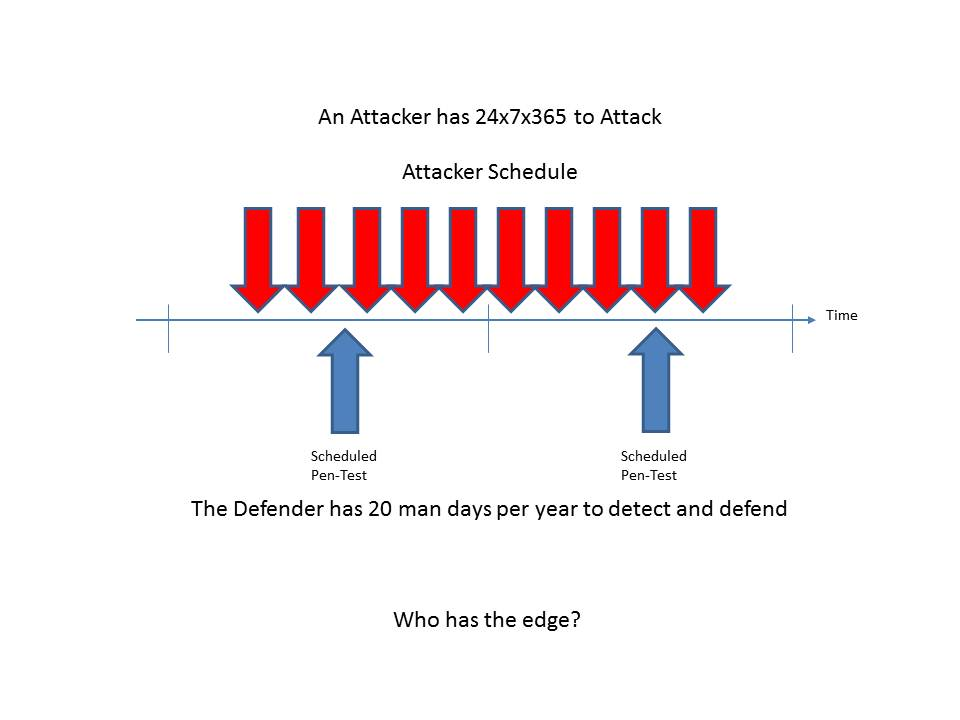 An Attacker has 24x7x365 to Attack
Attacker Schedule
Time
Scheduled
Pen-Test
Scheduled
Pen-Test
The Defender has 20 man days per year to detect and defend
Who has the edge?